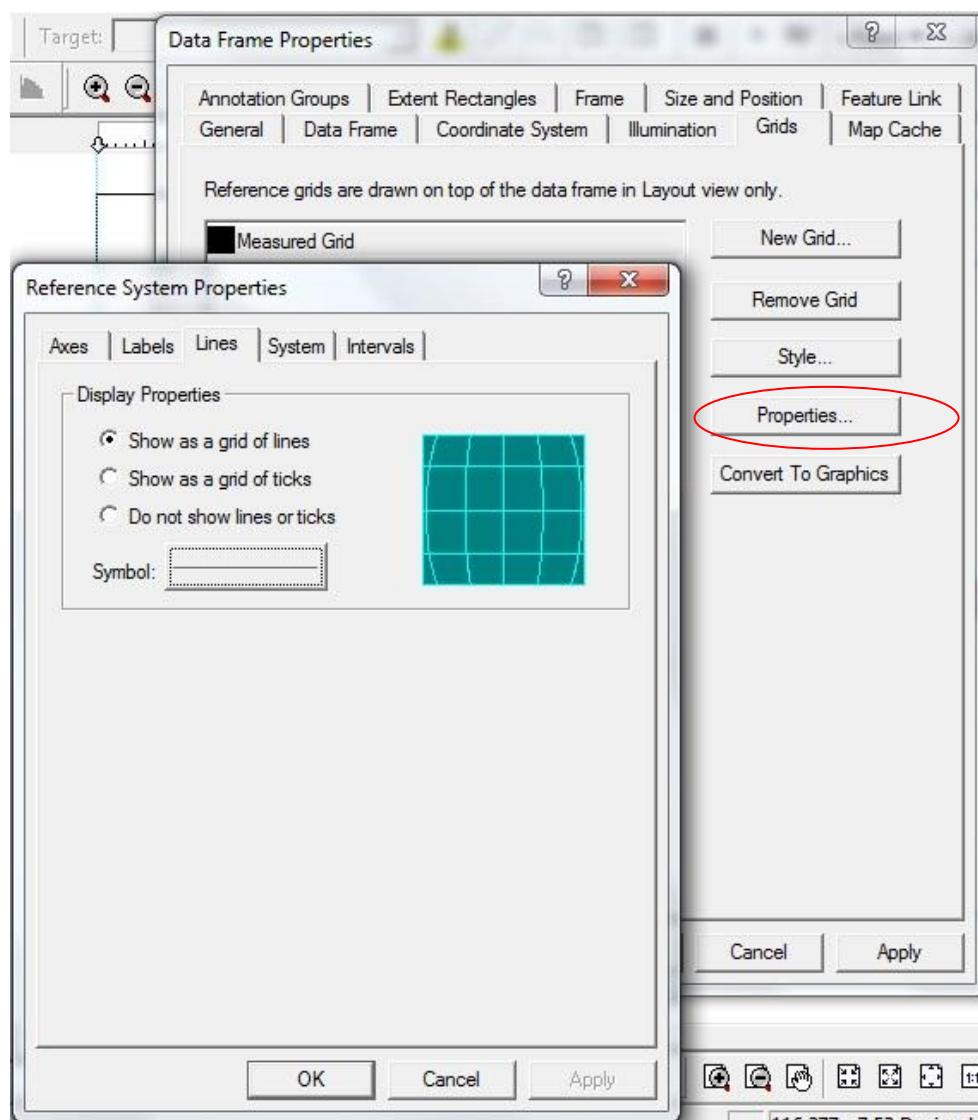 Target:
Data Frame Properties
Annotation Groups Extent Rectangles Frame Size and Position Feature Link
General Data Frame Coordinate System Illumination Grids Map Cache
Reference grids are drawn on top of the data frame in Layout view only.
Measured Grid
New Grid...
Remove Grid
Style...
Properties...
Convert To Graphics
Cancel Apply
Reference System Properties
Axes Labels Lines System Intervals
Display Properties
Show as a grid of lines
Show as a grid of ticks
Do not show lines or ticks
Symbol:
OK Cancel Apply
1:1